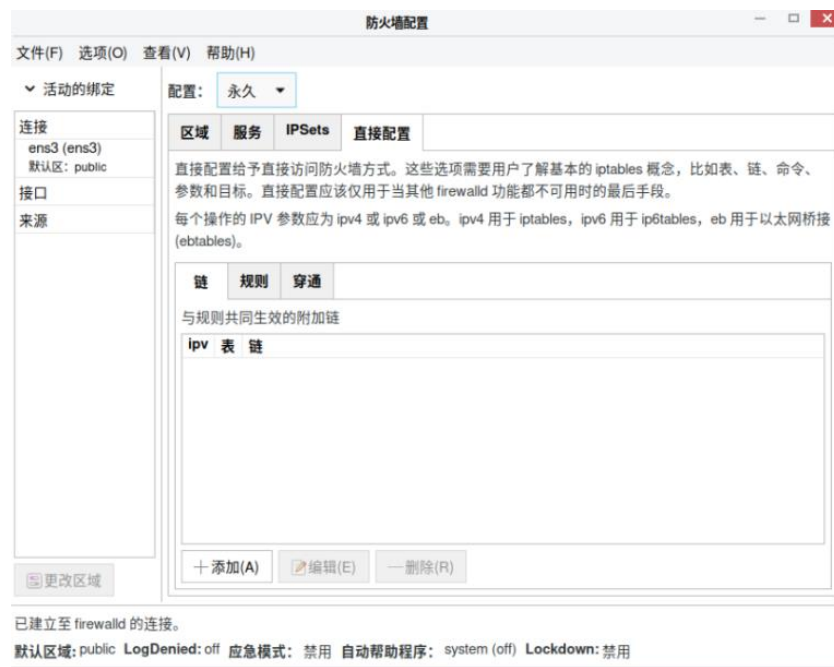 防火墙配置
文件(F) 选项(O) 查看(V) 帮助(H)
活动的绑定
连接
ens3 (ens3)
默认区：public
接口
来源
更改区域
配置： 永久
区域 服务 IPSets 直接配置
直接配置给予直接访问防火墙方式。这些选项需要用户了解基本的 iptables 概念，比如表、链、命令、
参数和目标。直接配置应该仅用于当其他 firewalld 功能都不可用时的最后手段。
每个操作的 IPV 参数应为 ipv4 或 ipv6 或 eb。ipv4 用于 iptables，ipv6 用于 ip6tables，eb 用于以太网桥接
(ebtables)。
链 规则 穿通
与规则共同生效的附加链
ipv 表 链
添加(A) 编辑(E) 删除(R)
已建立至 firewalld 的连接。
默认区域: public LogDenied: off 应急模式： 禁用 自动帮助程序： system (off) Lockdown: 禁用